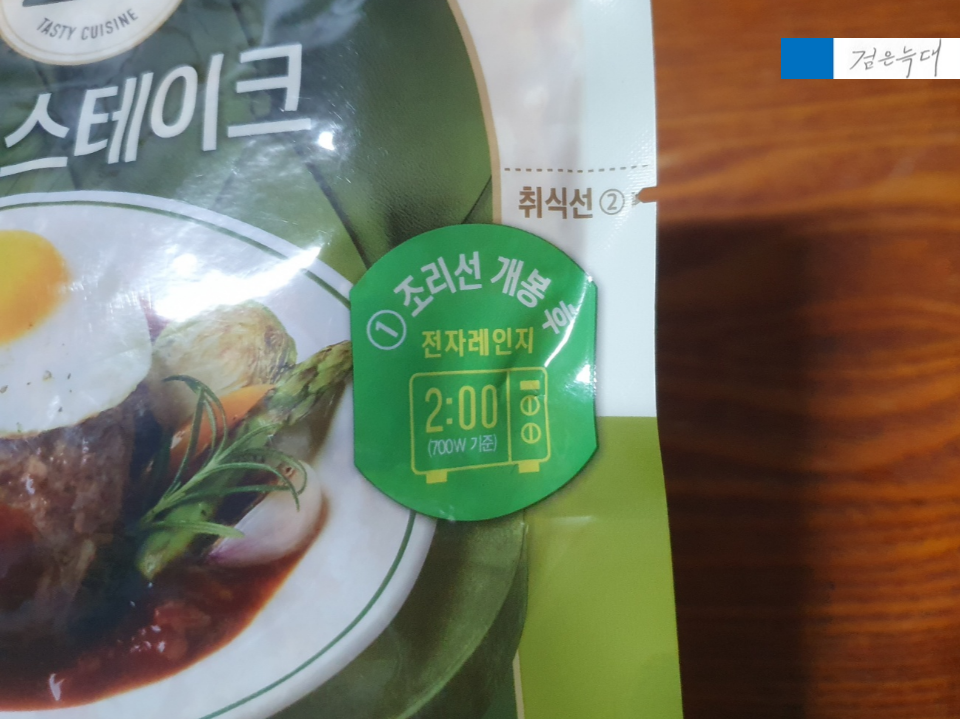 TASTY CUISINE
스테이크
검은늑대
취식선 ②
① 조리선 개봉 후
전자레인지
2:00
(700W 기준)